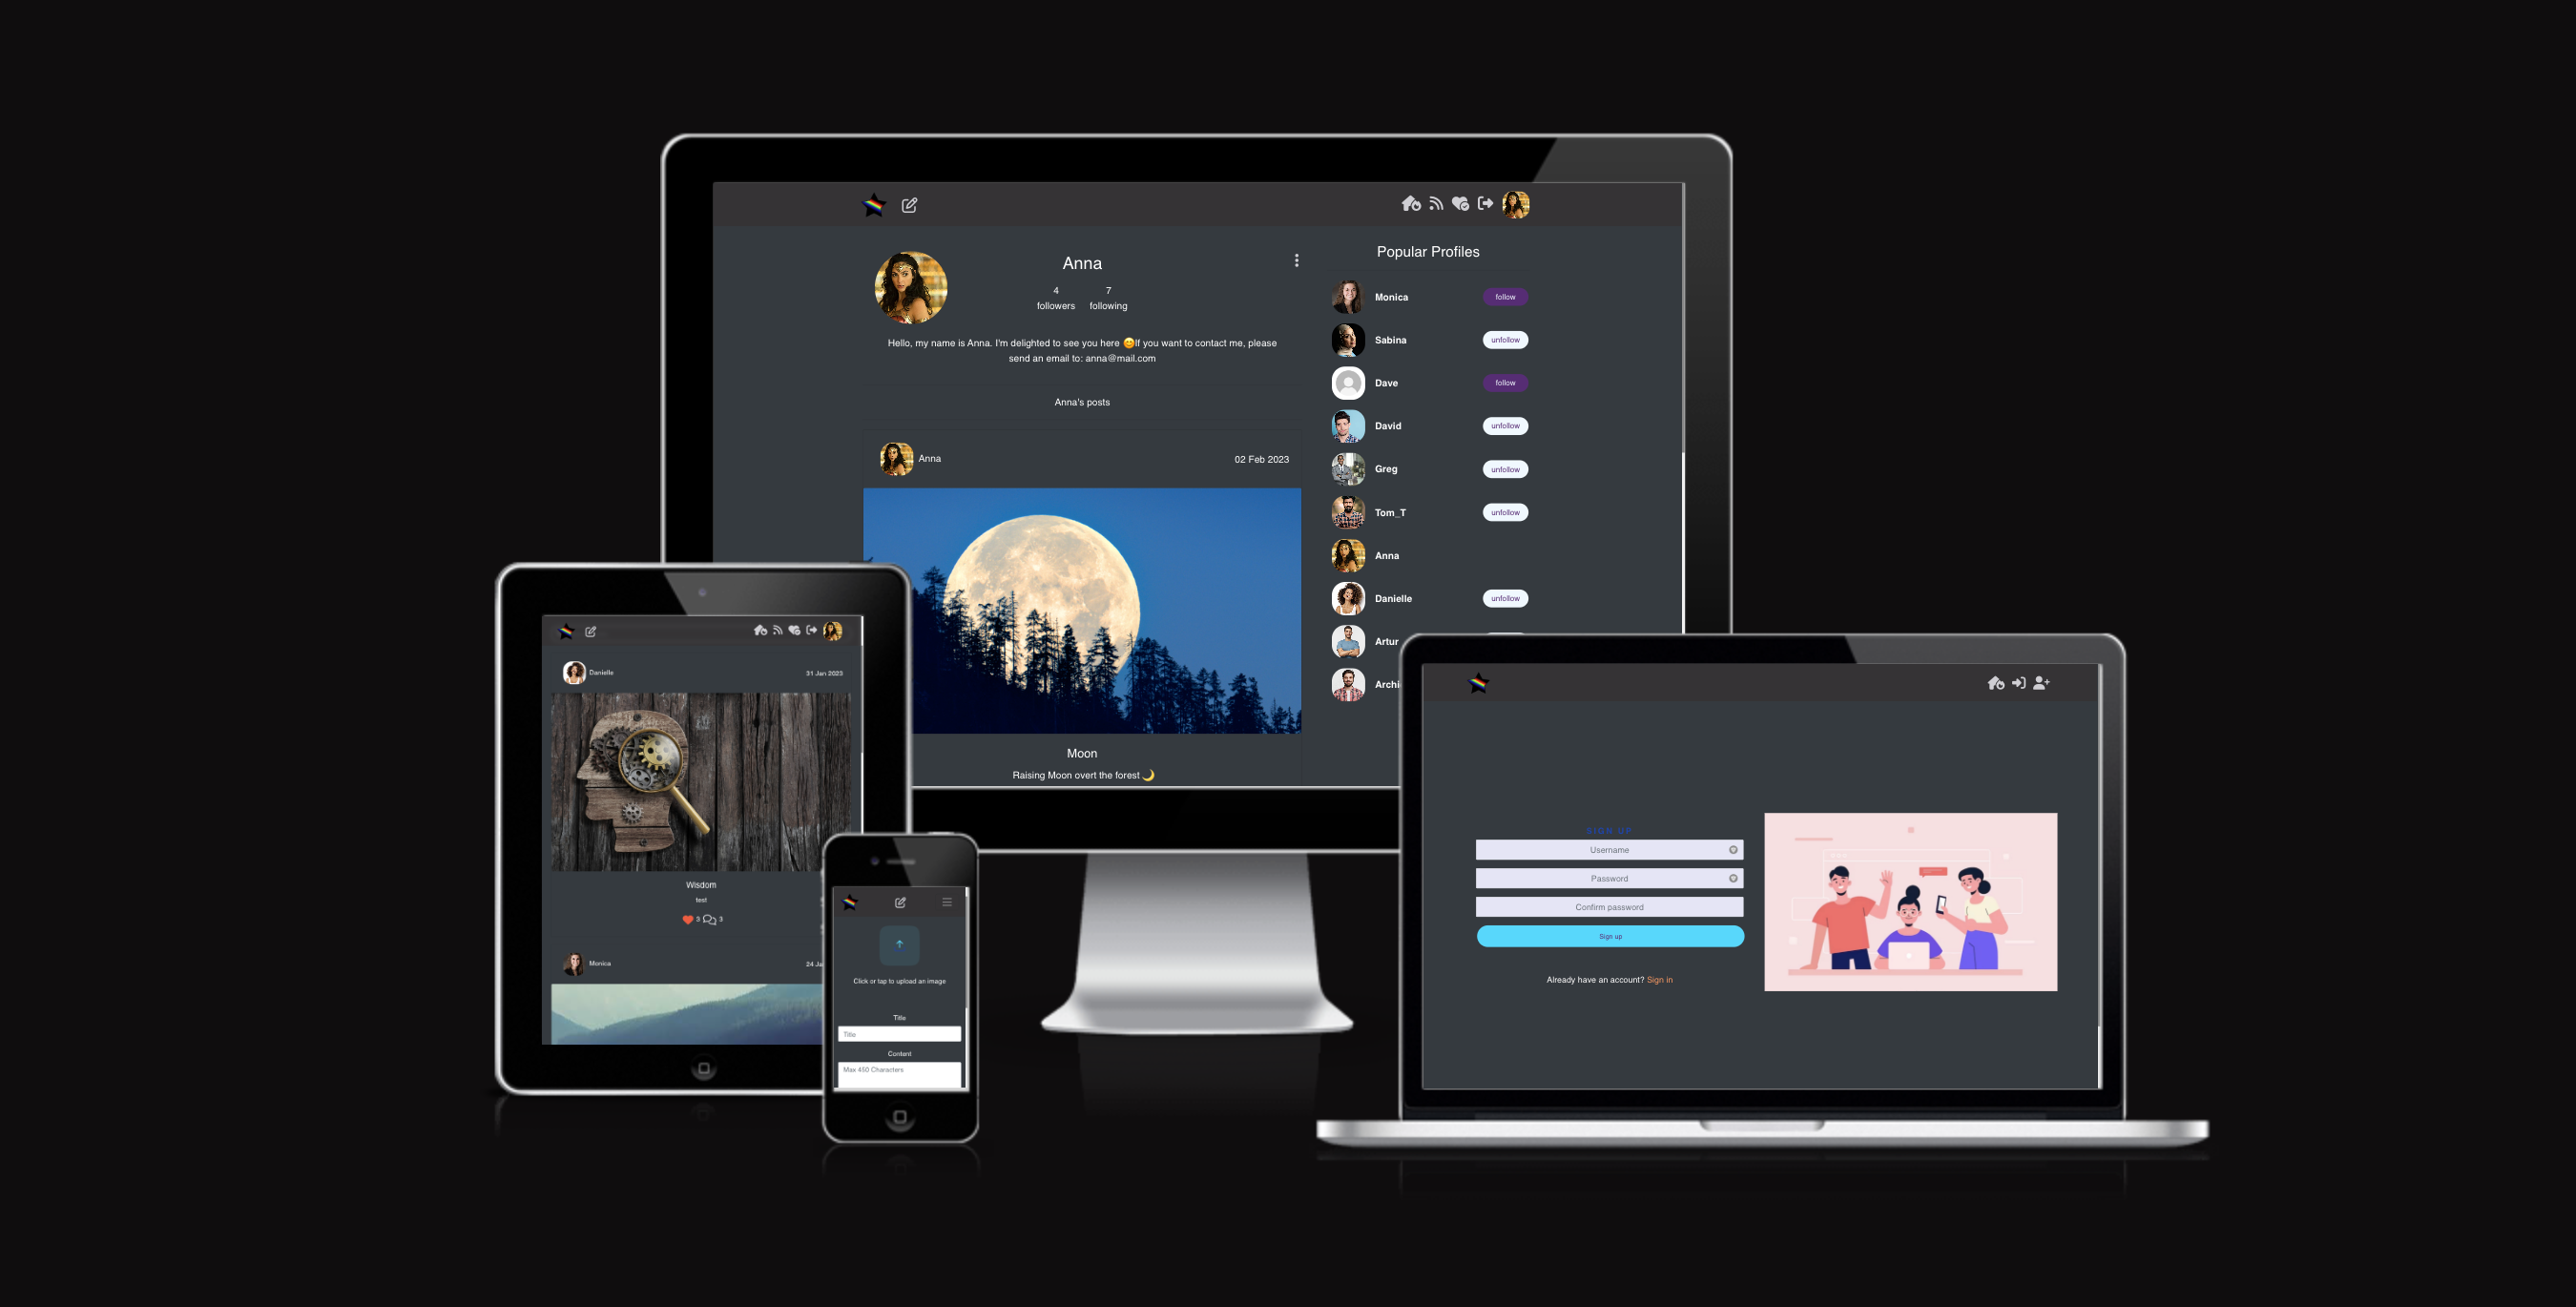 Anna
4 7
followers following
Hello, my name is Anna. I'm delighted to see you here 😊If you want to contact me, please
send an email to: anna@mail.com
Anna's posts
Anna 02 Feb 2023
Moon
Raising Moon overt the forest 🌙
Popular Profiles
Monica follow
Sabina unfollow
Dave follow
David unfollow
Greg unfollow
Tom_T unfollow
Anna
Danielle unfollow
Artur
Archi
Danielle 31 Jan 2023
Wisdom
test
3 3
Monica 24 Ja
Click or tap to upload an image
Title
Title
Content
Max 450 Characters
SIGN UP
Username
Password
Confirm password
Sign up
Already have an account? Sign in